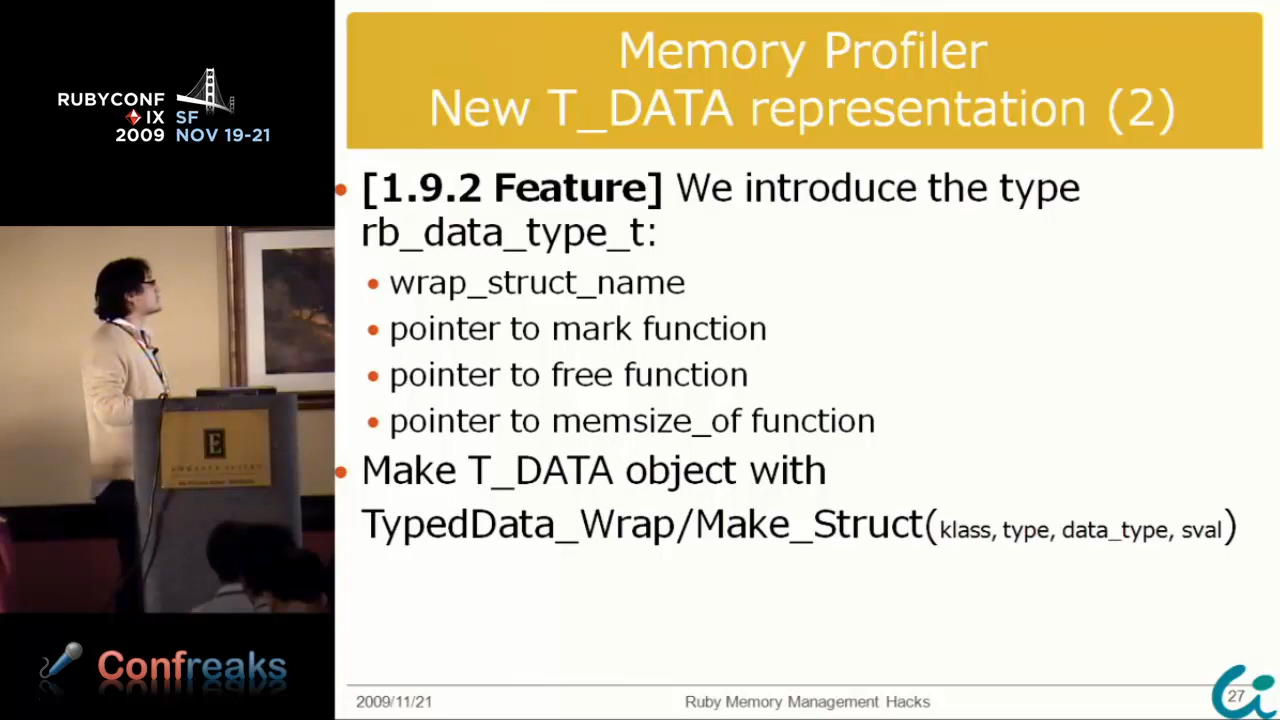 RUBYCONF
IX SF
2009 NOV 19-21
Memory Profiler
New T_DATA representation (2)
[1.9.2 Feature] We introduce the type
rb_data_type_t:
wrap_struct_name
pointer to mark function
pointer to free function
pointer to memsize_of function
Make T_DATA object with
TypedData_Wrap/Make_Struct(klass, type, data_type, sval)
E
Confreaks
2009/11/21
Ruby Memory Management Hacks
27